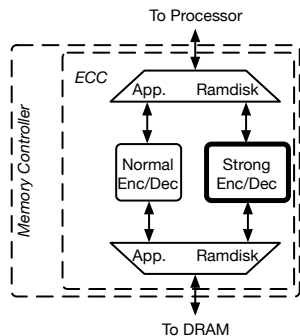 To Processor
ECC
App. Ramdisk
Memory Controller
Normal
Enc/Dec
Strong
Enc/Dec
App. Ramdisk
To DRAM